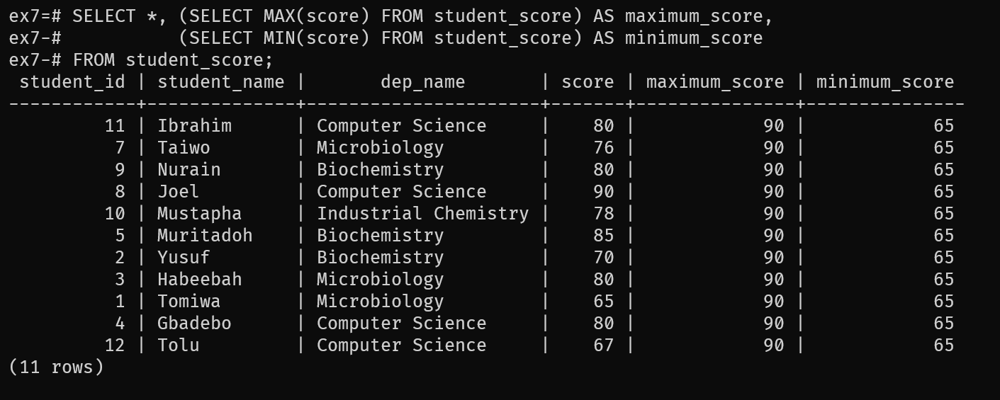 ex7=# SELECT *, (SELECT MAX(score) FROM student_score) AS maximum_score,
ex7-#           (SELECT MIN(score) FROM student_score) AS minimum_score
ex7-# FROM student_score;
 student_id | student_name |       dep_name       | score | maximum_score | minimum_score
------------+--------------+----------------------+-------+---------------+---------------
         11 | Ibrahim      | Computer Science     |    80 |            90 |            65
          7 | Taiwo        | Microbiology         |    76 |            90 |            65
          9 | Nurain       | Biochemistry         |    80 |            90 |            65
          8 | Joel         | Computer Science     |    90 |            90 |            65
         10 | Mustapha     | Industrial Chemistry |    78 |            90 |            65
          5 | Muritadoh    | Biochemistry         |    85 |            90 |            65
          2 | Yusuf        | Biochemistry         |    70 |            90 |            65
          3 | Habeebah     | Microbiology         |    80 |            90 |            65
          1 | Tomiwa       | Microbiology         |    65 |            90 |            65
          4 | Gbadebo      | Computer Science     |    80 |            90 |            65
         12 | Tolu         | Computer Science     |    67 |            90 |            65
(11 rows)